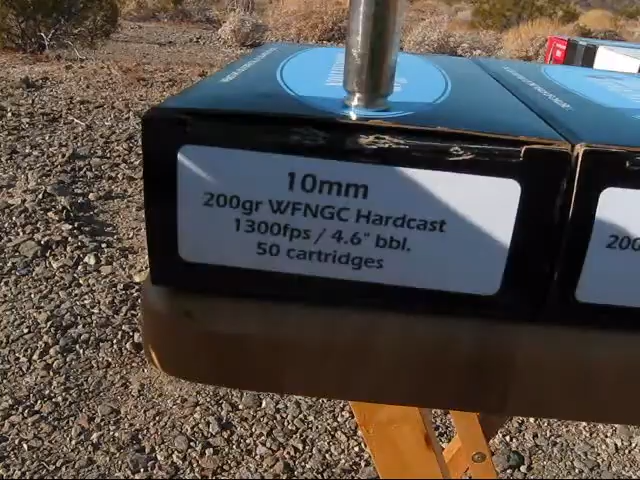 10mm
200gr WFNGC Hardcast
1300fps / 4.6" bbl.
50 cartridges
200